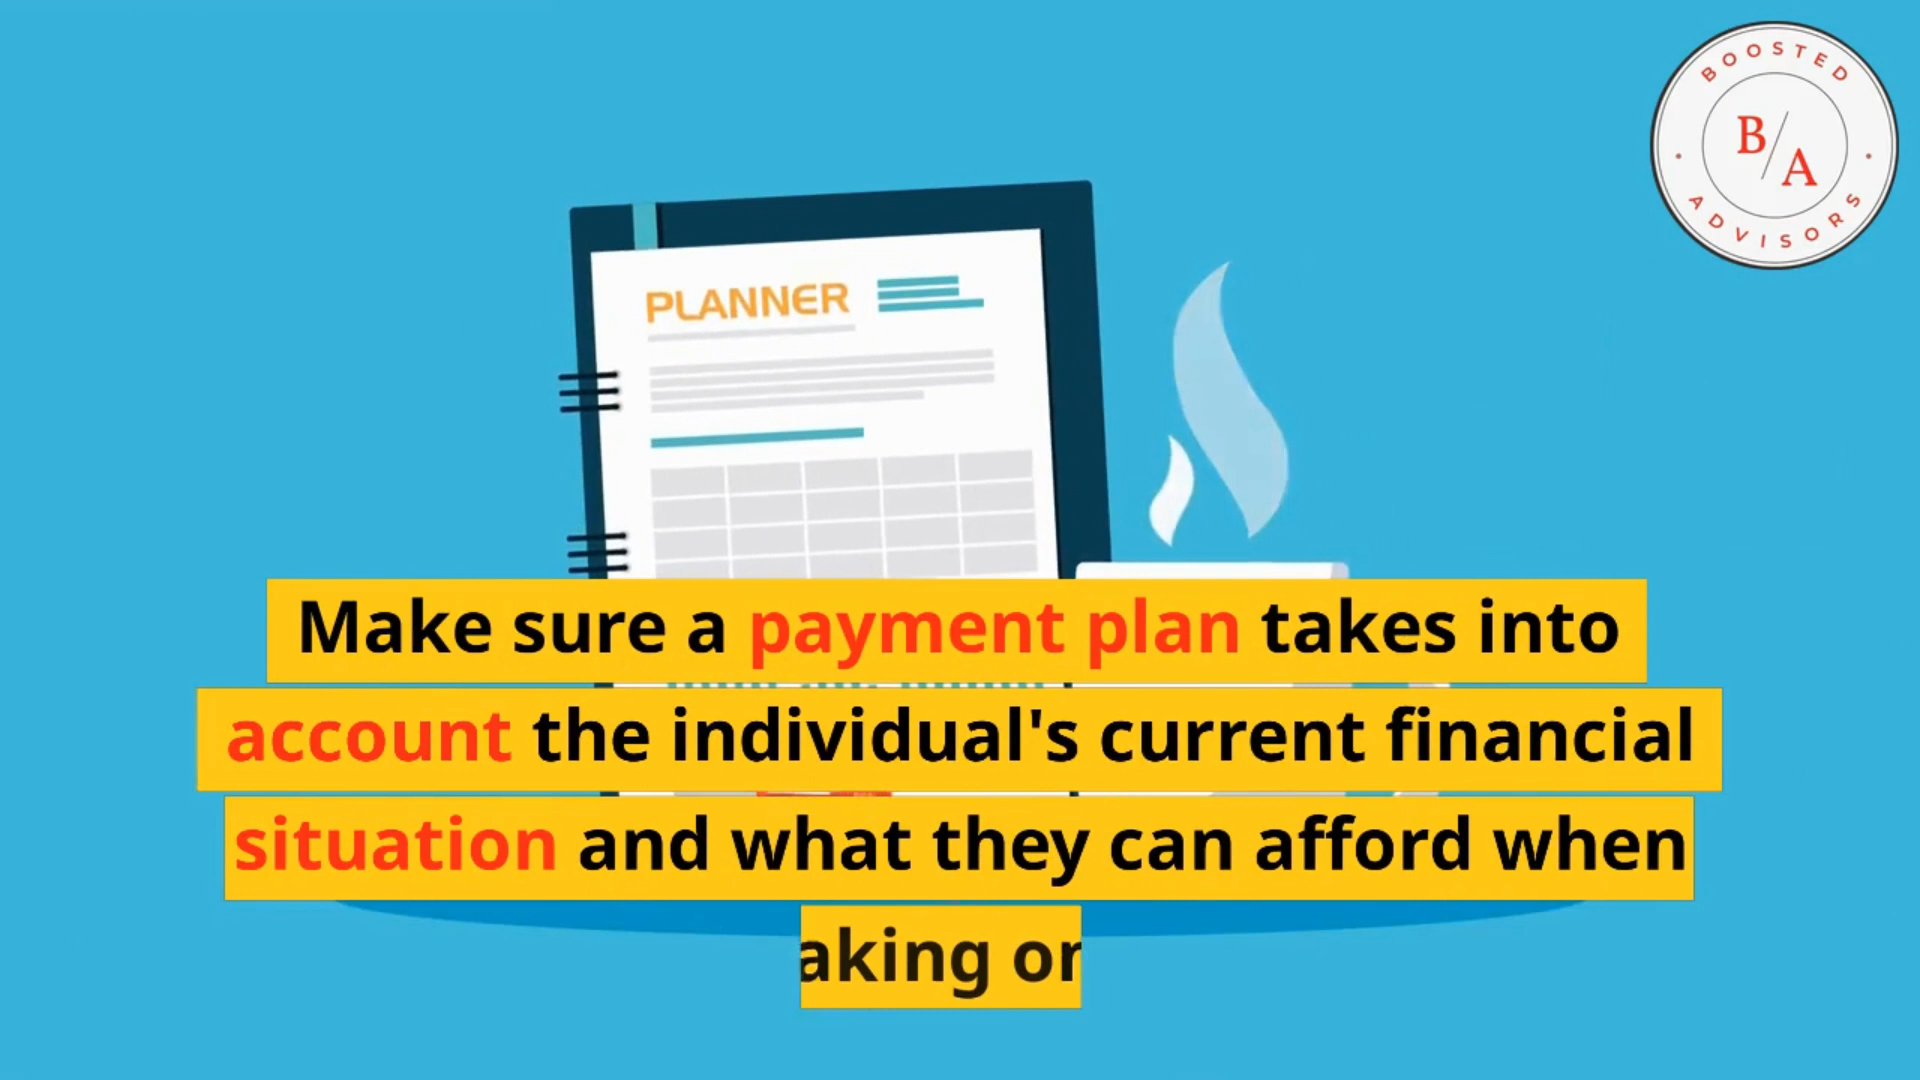 BOOSTED
B/A
ADVISORS
PLANNER
Make sure a payment plan takes into
account the individual's current financial
situation and what they can afford when
aking